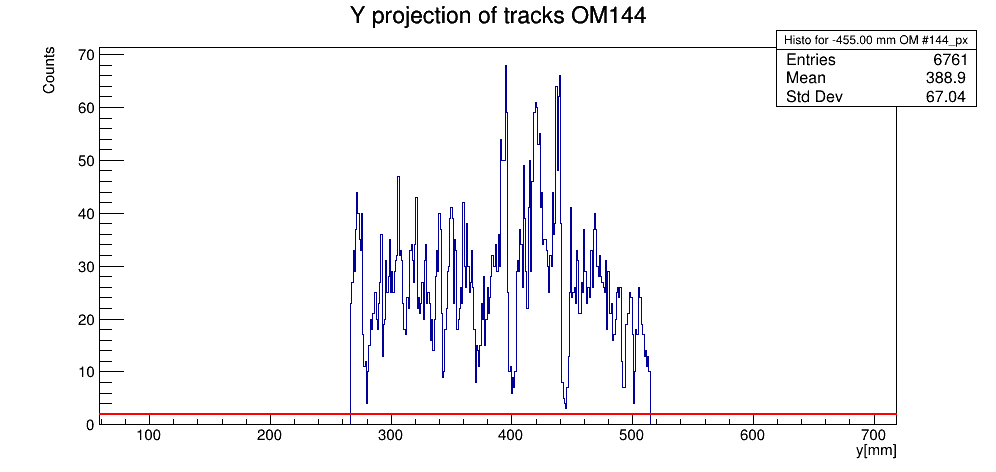 Y projection of tracks OM144
Histo for -455.00 mm OM #144_px
Entries 6761
Mean 388.9
Std Dev 67.04
Counts
70
60
50
40
30
20
10
0
100 200 300 400 500 600 700
y[mm]